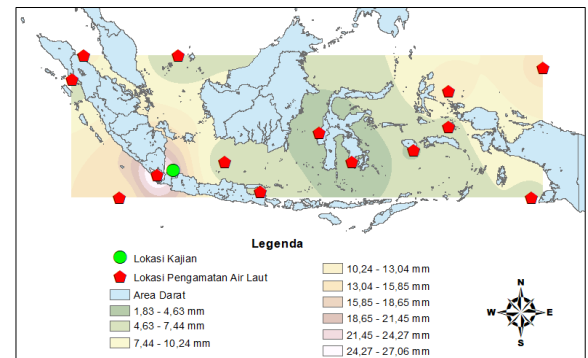 Legenda
Lokasi Kajian
Lokasi Pengamatan Air Laut
Area Darat
1,83 - 4,63 mm
4,63 - 7,44 mm
7,44 - 10,24 mm
10,24 - 13,04 mm
13,04 - 15,85 mm
15,85 - 18,65 mm
18,65 - 21,45 mm
21,45 - 24,27 mm
24,27 - 27,06 mm
N
W E
S